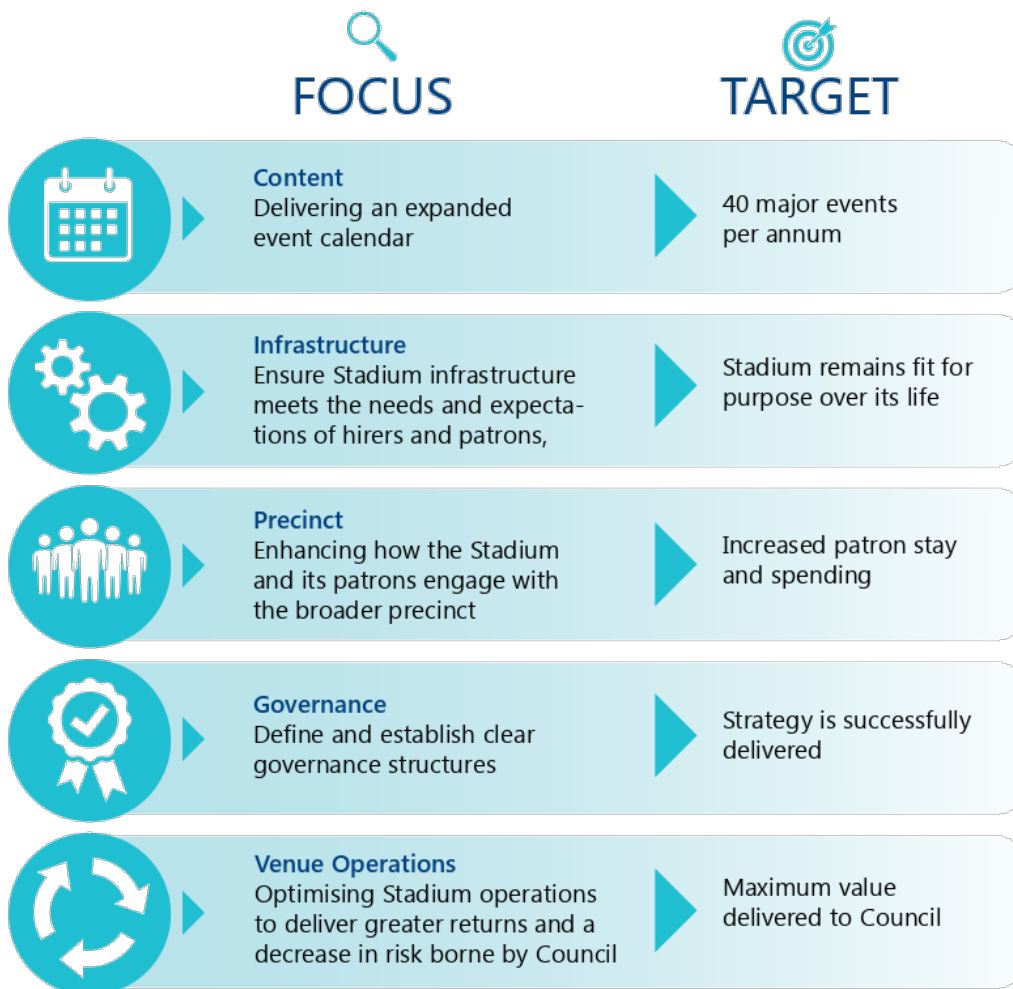 FOCUS
TARGET
Content
Delivering an expanded
event calendar
40 major events
per annum
Infrastructure
Ensure Stadium infrastructure
meets the needs and expecta-
tions of hirers and patrons,
Stadium remains fit for
purpose over its life
Precinct
Enhancing how the Stadium
and its patrons engage with
the broader precinct
Increased patron stay
and spending
Governance
Define and establish clear
governance structures
Strategy is successfully
delivered
Venue Operations
Optimising Stadium operations
to deliver greater returns and a
decrease in risk borne by Council
Maximum value
delivered to Council